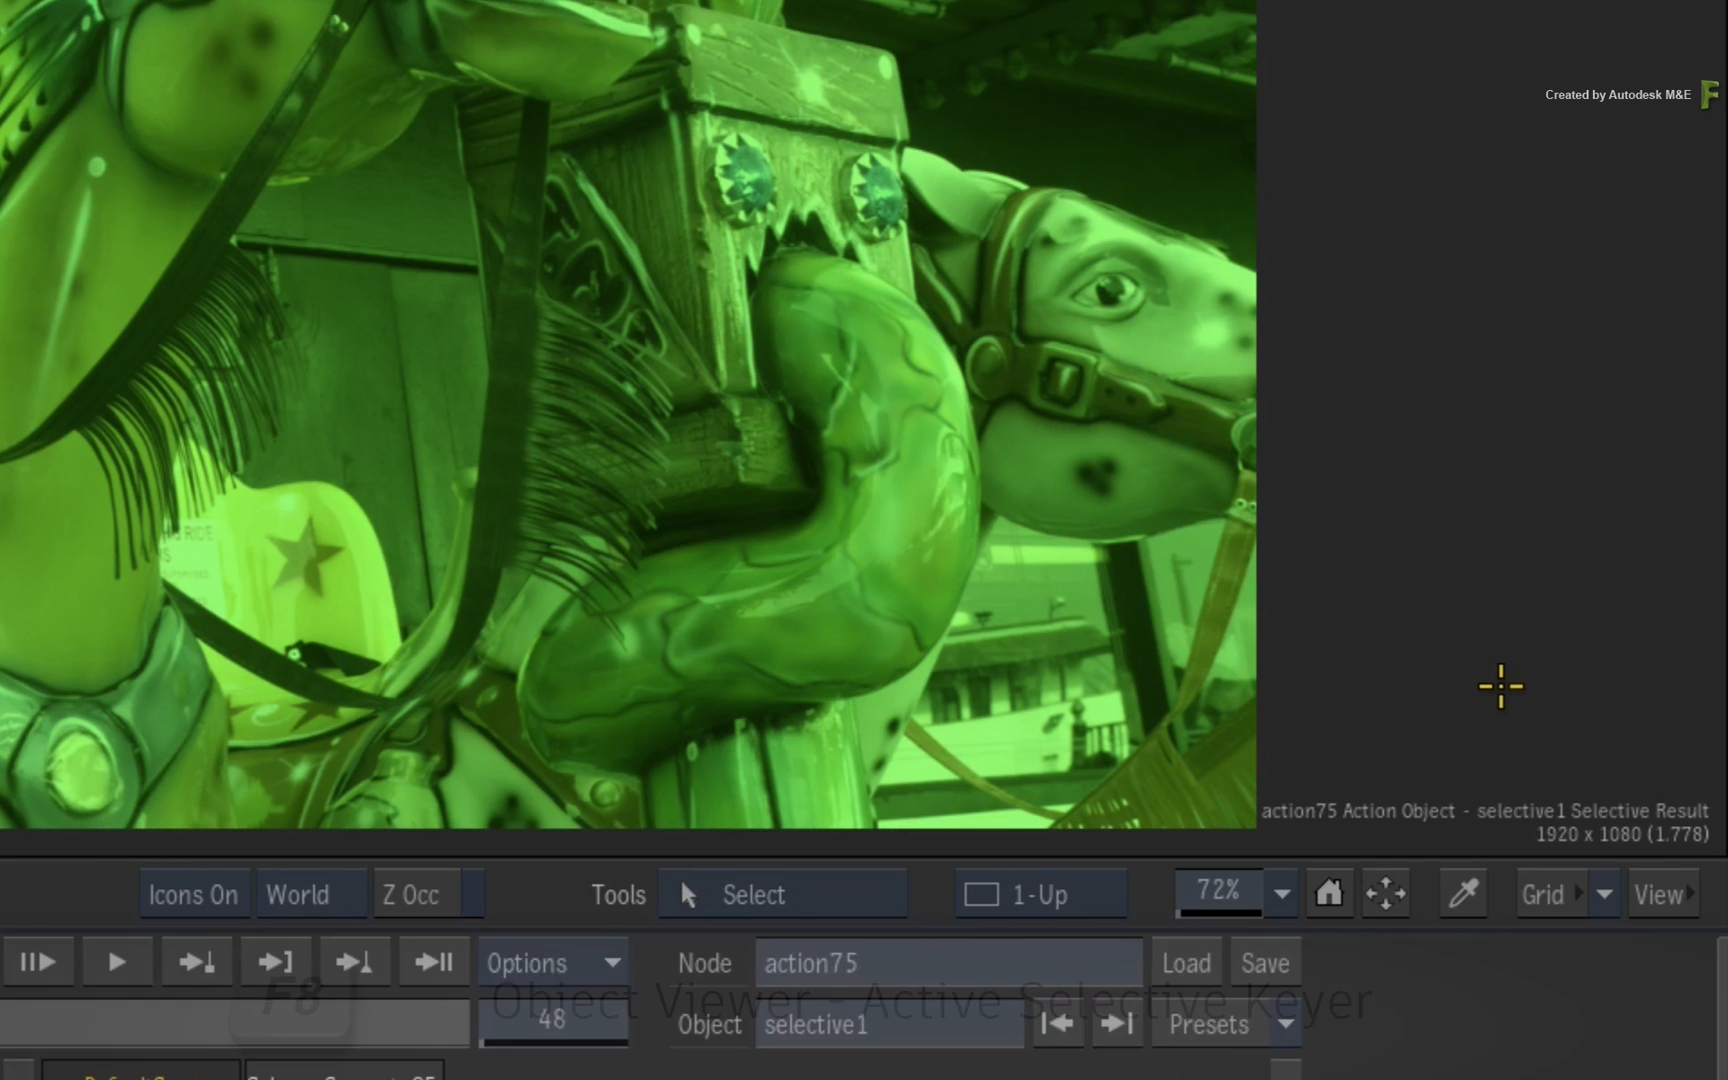 Created by Autodesk M&E
RIDE
action75 Action Object - selective1 Selective Result
1920 x 1080 (1.778)
Icons On World Z Occ Tools Select 1-Up 72% Grid View
Options Node action75 Load Save
F8 Object Viewer - Active Selective Keyer
48 Object selective1 Presets